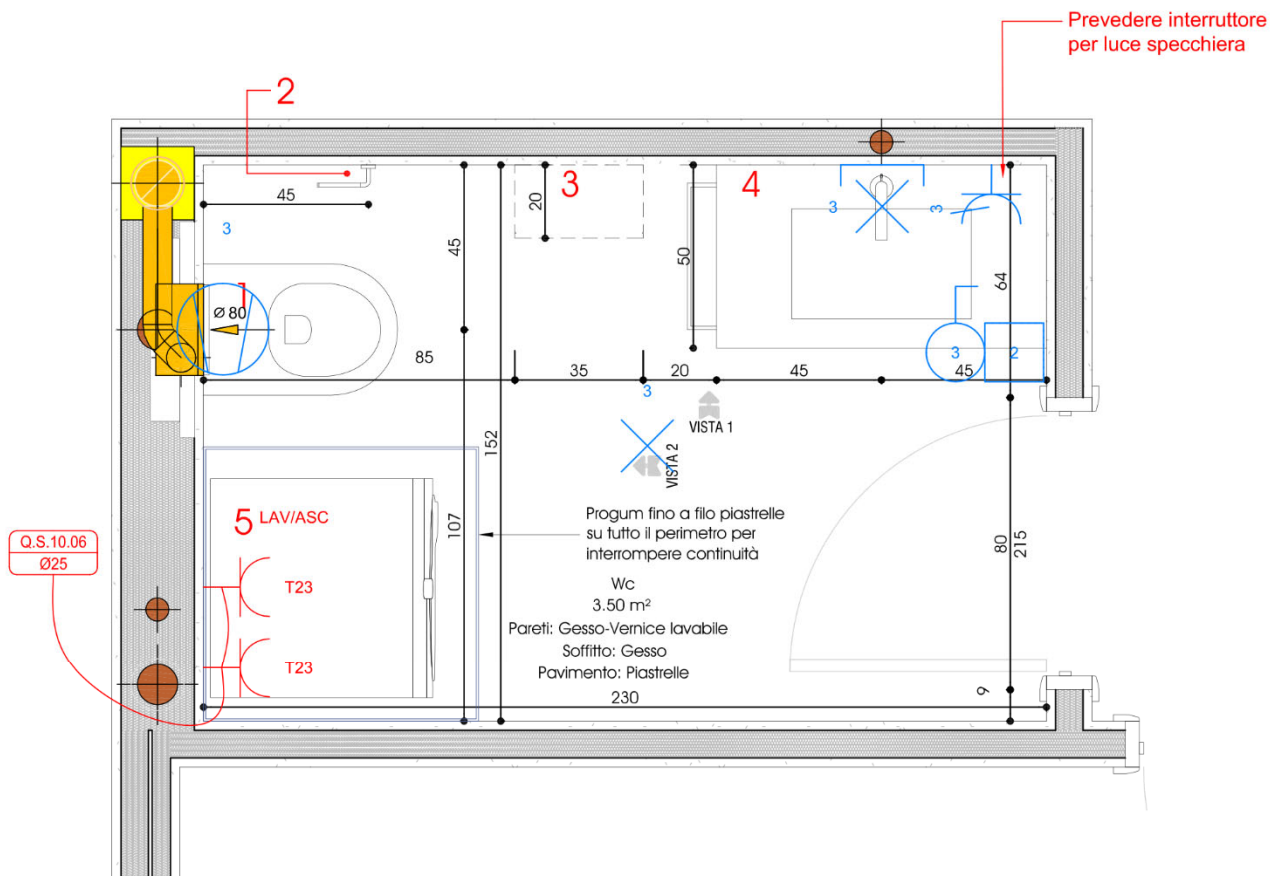 Prevedere interruttore
per luce specchiera
2
3
4
45
20
3
3
3
45
50
64
Ø 80
3
2
85
35
20
45
45
3
VISTA 1
VISTA 2
152
107
5 LAV/ASC
Progum fino a filo piastrelle
su tutto il perimetro per
interrompere continuità
Q.S.10.06
Ø25
80
215
T23
Wc
3.50 m²
Pareti: Gesso-Vernice lavabile
Soffitto: Gesso
Pavimento: Piastrelle
T23
9
230